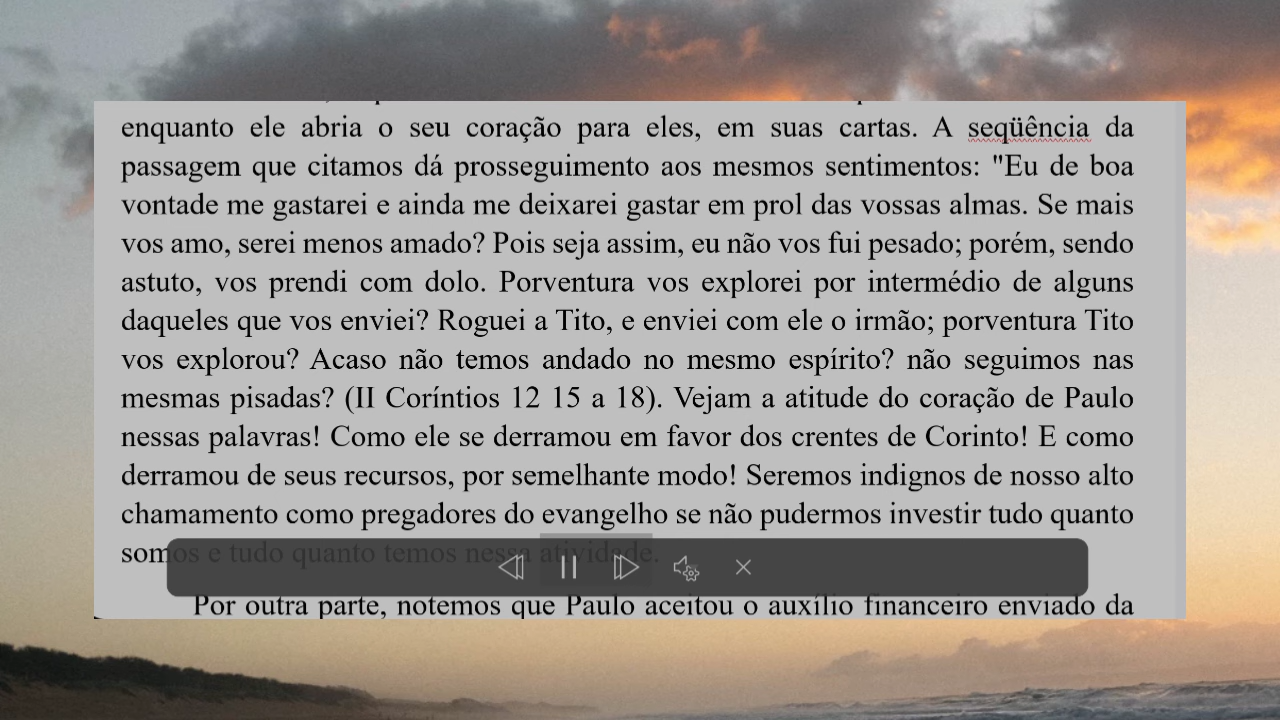 enquanto ele abria o seu coração para eles, em suas cartas. A seqüência da
passagem que citamos dá prosseguimento aos mesmos sentimentos: "Eu de boa
vontade me gastarei e ainda me deixarei gastar em prol das vossas almas. Se mais
vos amo, serei menos amado? Pois seja assim, eu não vos fui pesado; porém, sendo
astuto, vos prendi com dolo. Porventura vos explorei por intermédio de alguns
daqueles que vos enviei? Roguei a Tito, e enviei com ele o irmão; porventura Tito
vos explorou? Acaso não temos andado no mesmo espírito? não seguimos nas
mesmas pisadas? (II Coríntios 12 15 a 18). Vejam a atitude do coração de Paulo
nessas palavras! Como ele se derramou em favor dos crentes de Corinto! E como
derramou de seus recursos, por semelhante modo! Seremos indignos de nosso alto
chamamento como pregadores do evangelho se não pudermos investir tudo quanto
somos e tudo quanto temos nessa atividade.
Por outra parte, notemos que Paulo aceitou o auxílio financeiro enviado da